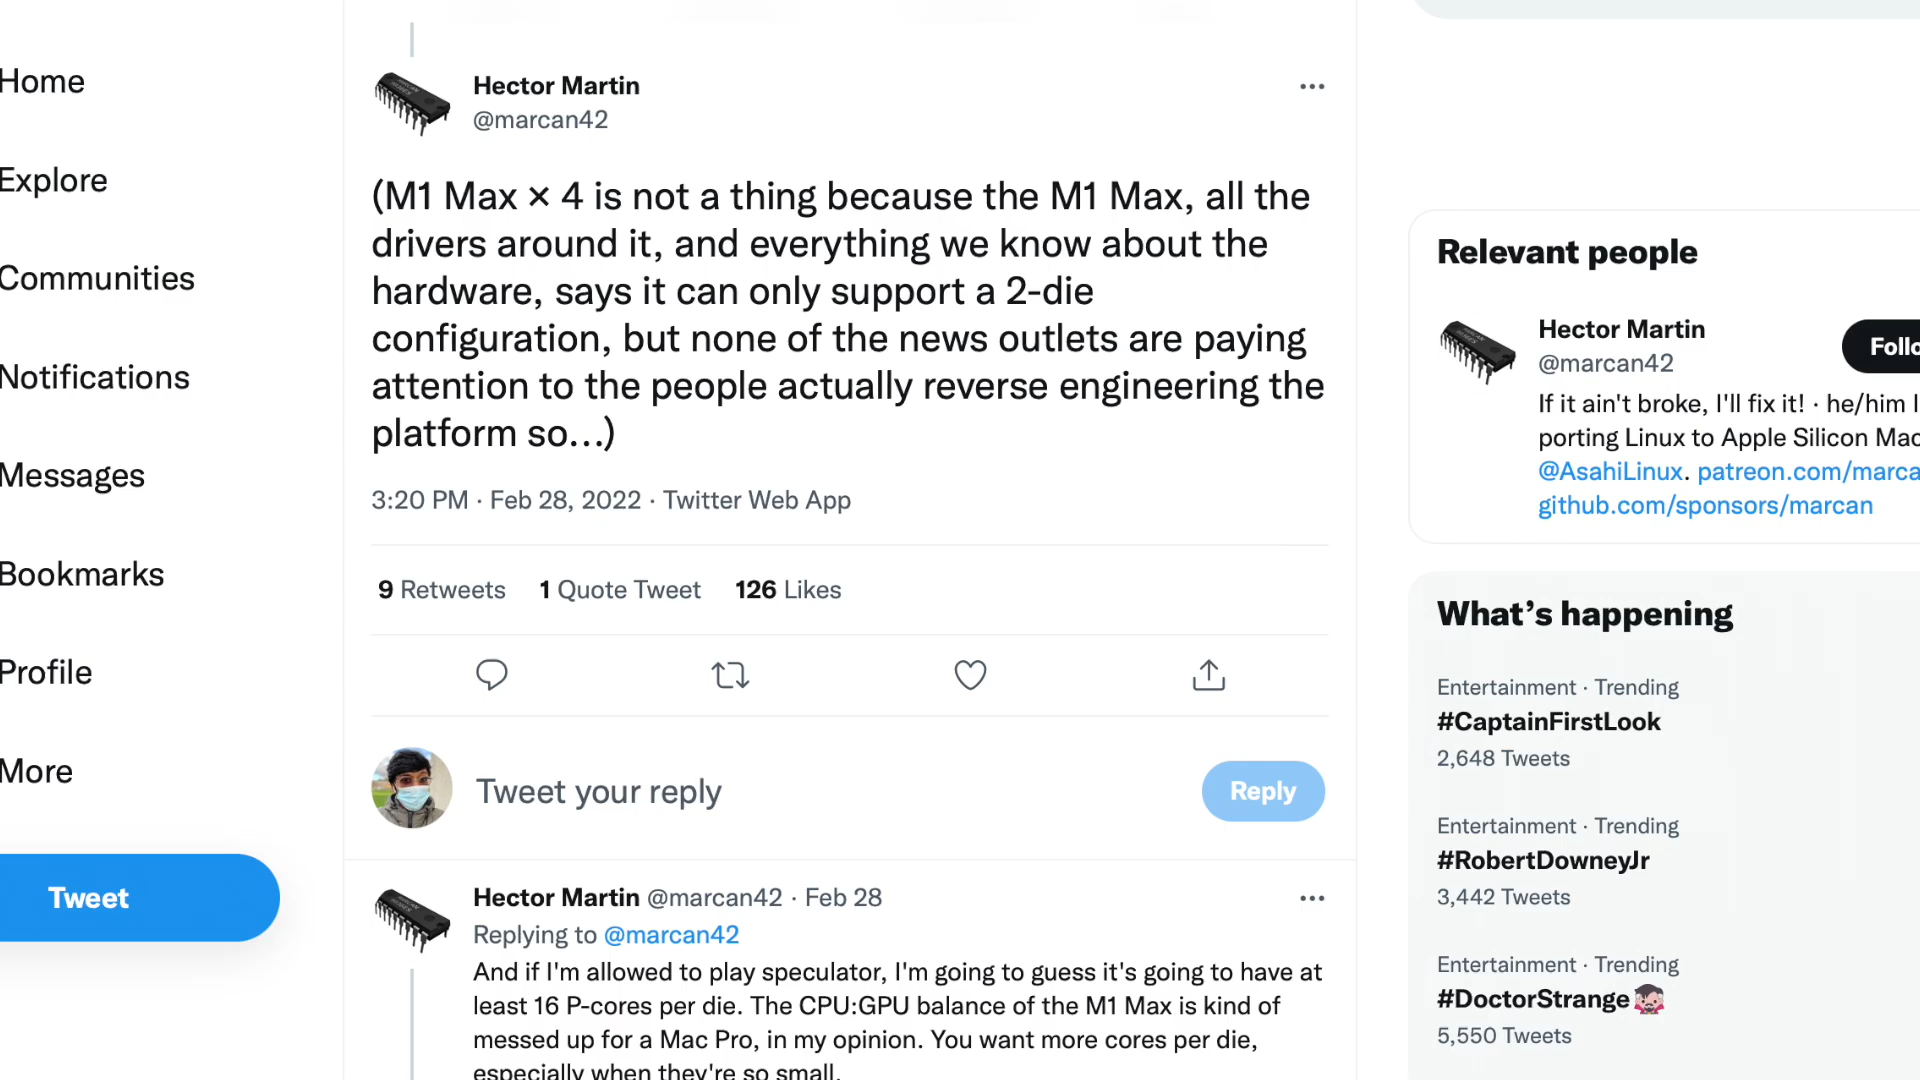 Home
Explore
Communities
Notifications
Messages
Bookmarks
Profile
More
Tweet
Hector Martin
@marcan42
(M1 Max × 4 is not a thing because the M1 Max, all the
drivers around it, and everything we know about the
hardware, says it can only support a 2-die
configuration, but none of the news outlets are paying
attention to the people actually reverse engineering the
platform so...)
3:20 PM · Feb 28, 2022 · Twitter Web App
9 Retweets 1 Quote Tweet 126 Likes
Tweet your reply
Reply
Hector Martin @marcan42 · Feb 28
Replying to @marcan42
And if I'm allowed to play speculator, I'm going to guess it's going to have at
least 16 P-cores per die. The CPU:GPU balance of the M1 Max is kind of
messed up for a Mac Pro, in my opinion. You want more cores per die,
especially when they're so small.
Relevant people
Hector Martin
@marcan42
Follo
If it ain't broke, I'll fix it! · he/him I
porting Linux to Apple Silicon Mac
@AsahiLinux. patreon.com/marca
github.com/sponsors/marcan
What's happening
Entertainment · Trending
#CaptainFirstLook
2,648 Tweets
Entertainment · Trending
#RobertDowneyJr
3,442 Tweets
Entertainment · Trending
#DoctorStrange
5,550 Tweets